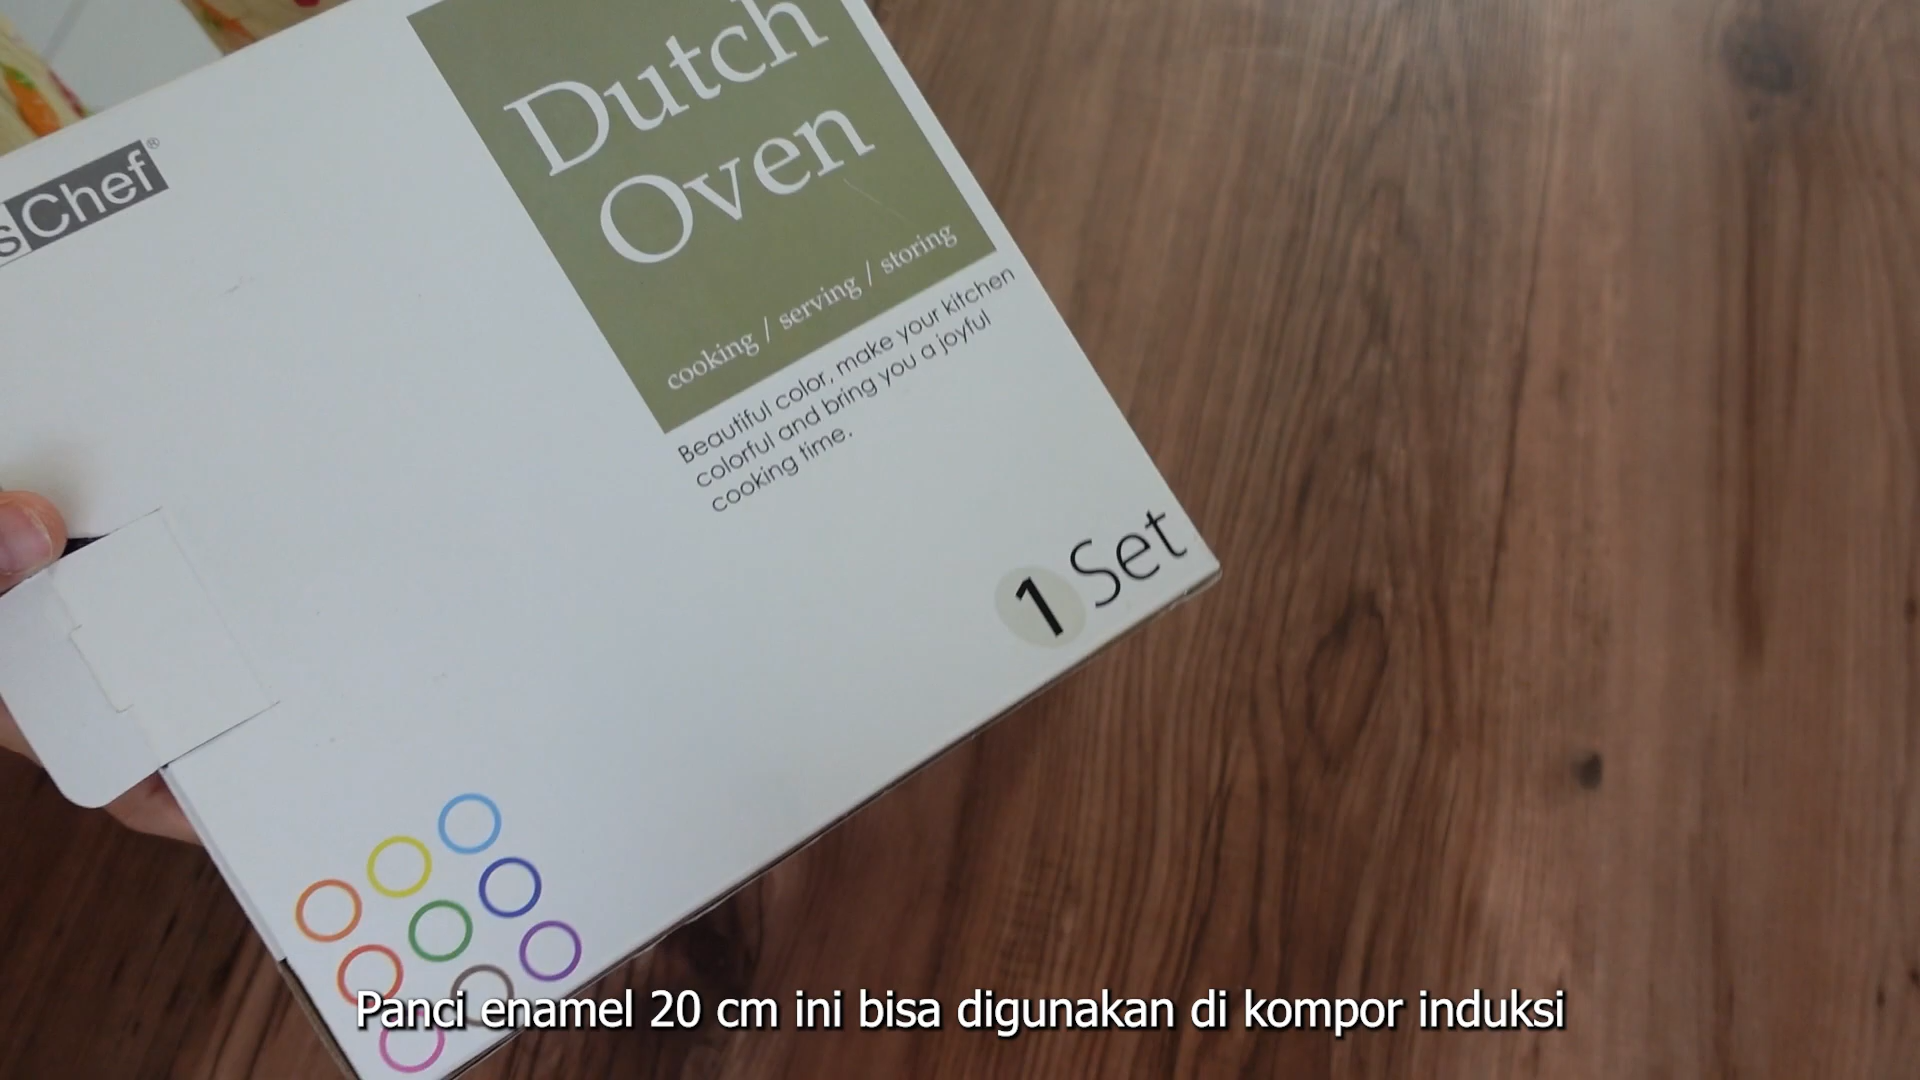 sChef®
Dutch
Oven
cooking / serving / storing
Beautiful color, make your kitchen
colorful and bring you a joyful
cooking time.
1 Set
Panci enamel 20 cm ini bisa digunakan di kompor induksi